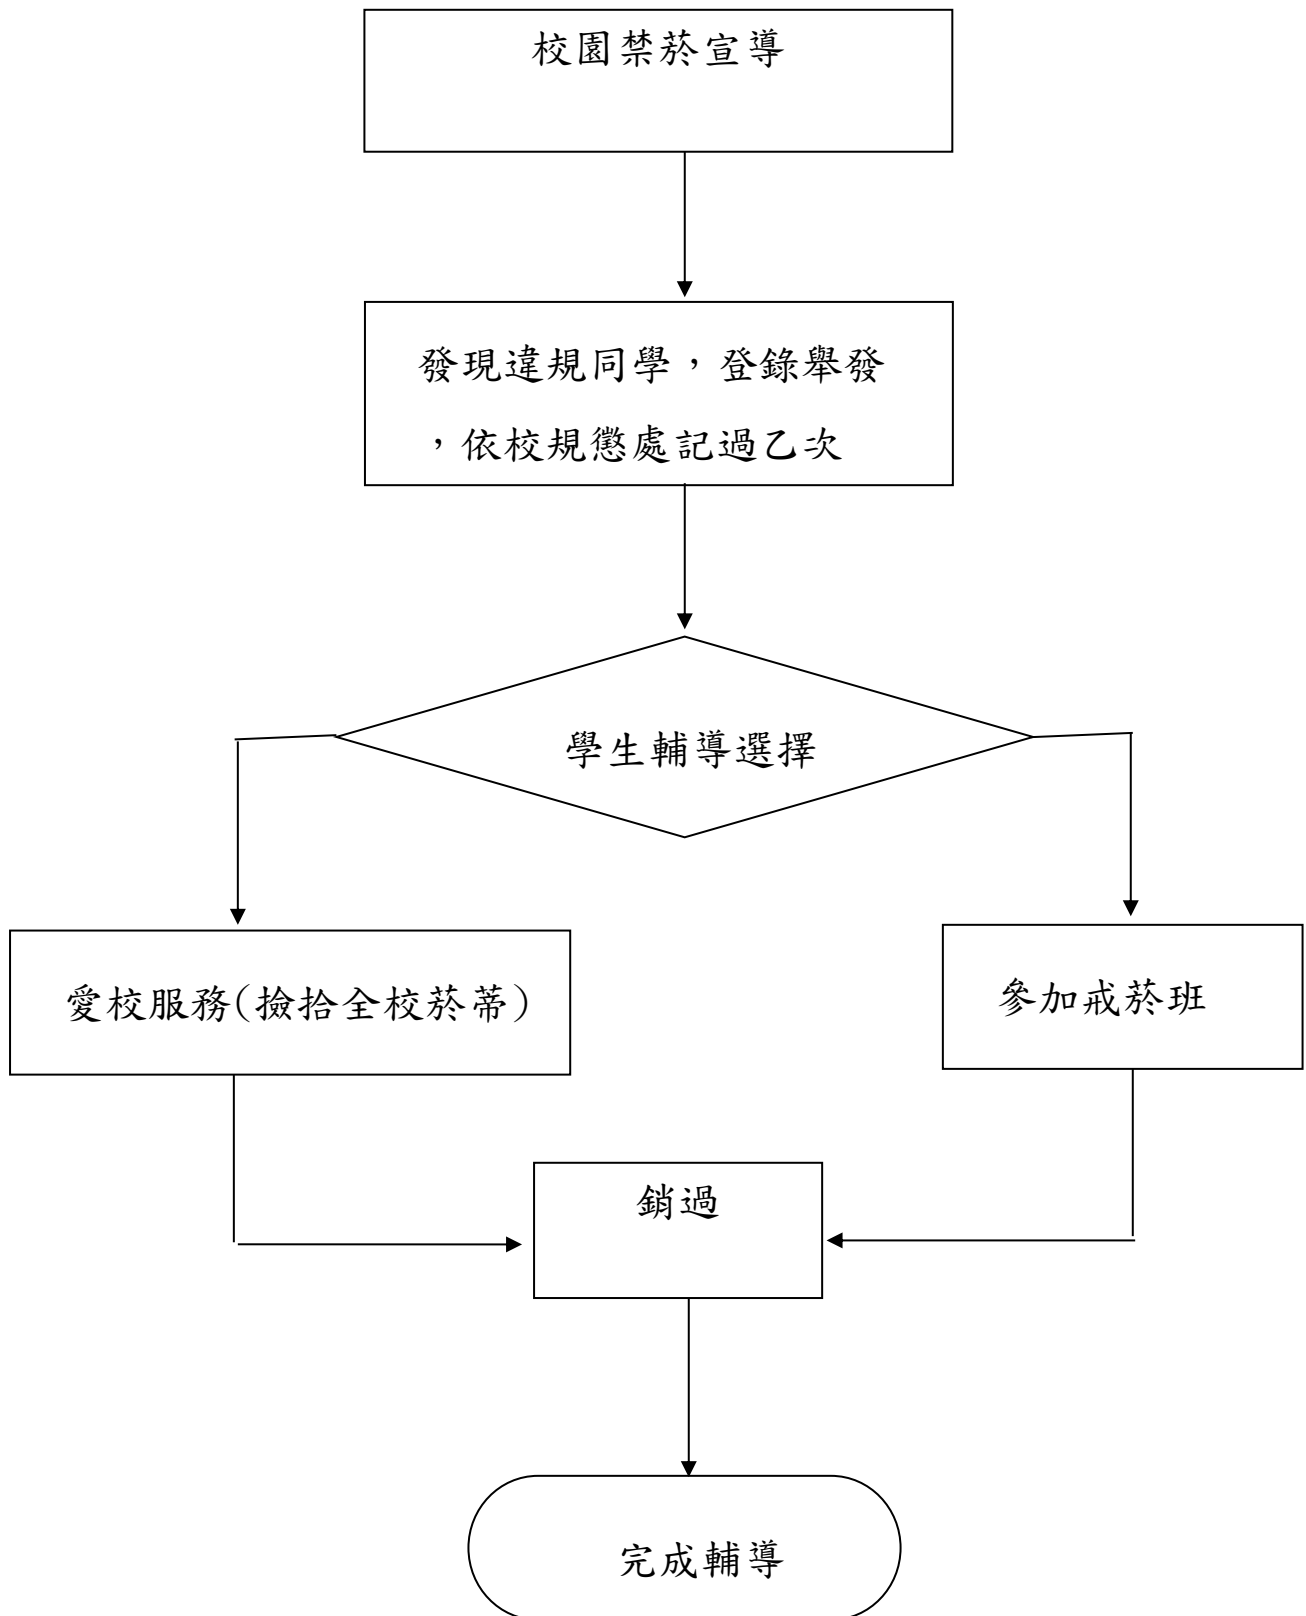 校園禁菸宣導
發現違規同學，登錄舉發
，依校規懲處記過乙次
學生輔導選擇
愛校服務(撿拾全校菸蒂)
參加戒菸班
銷過
完成輔導